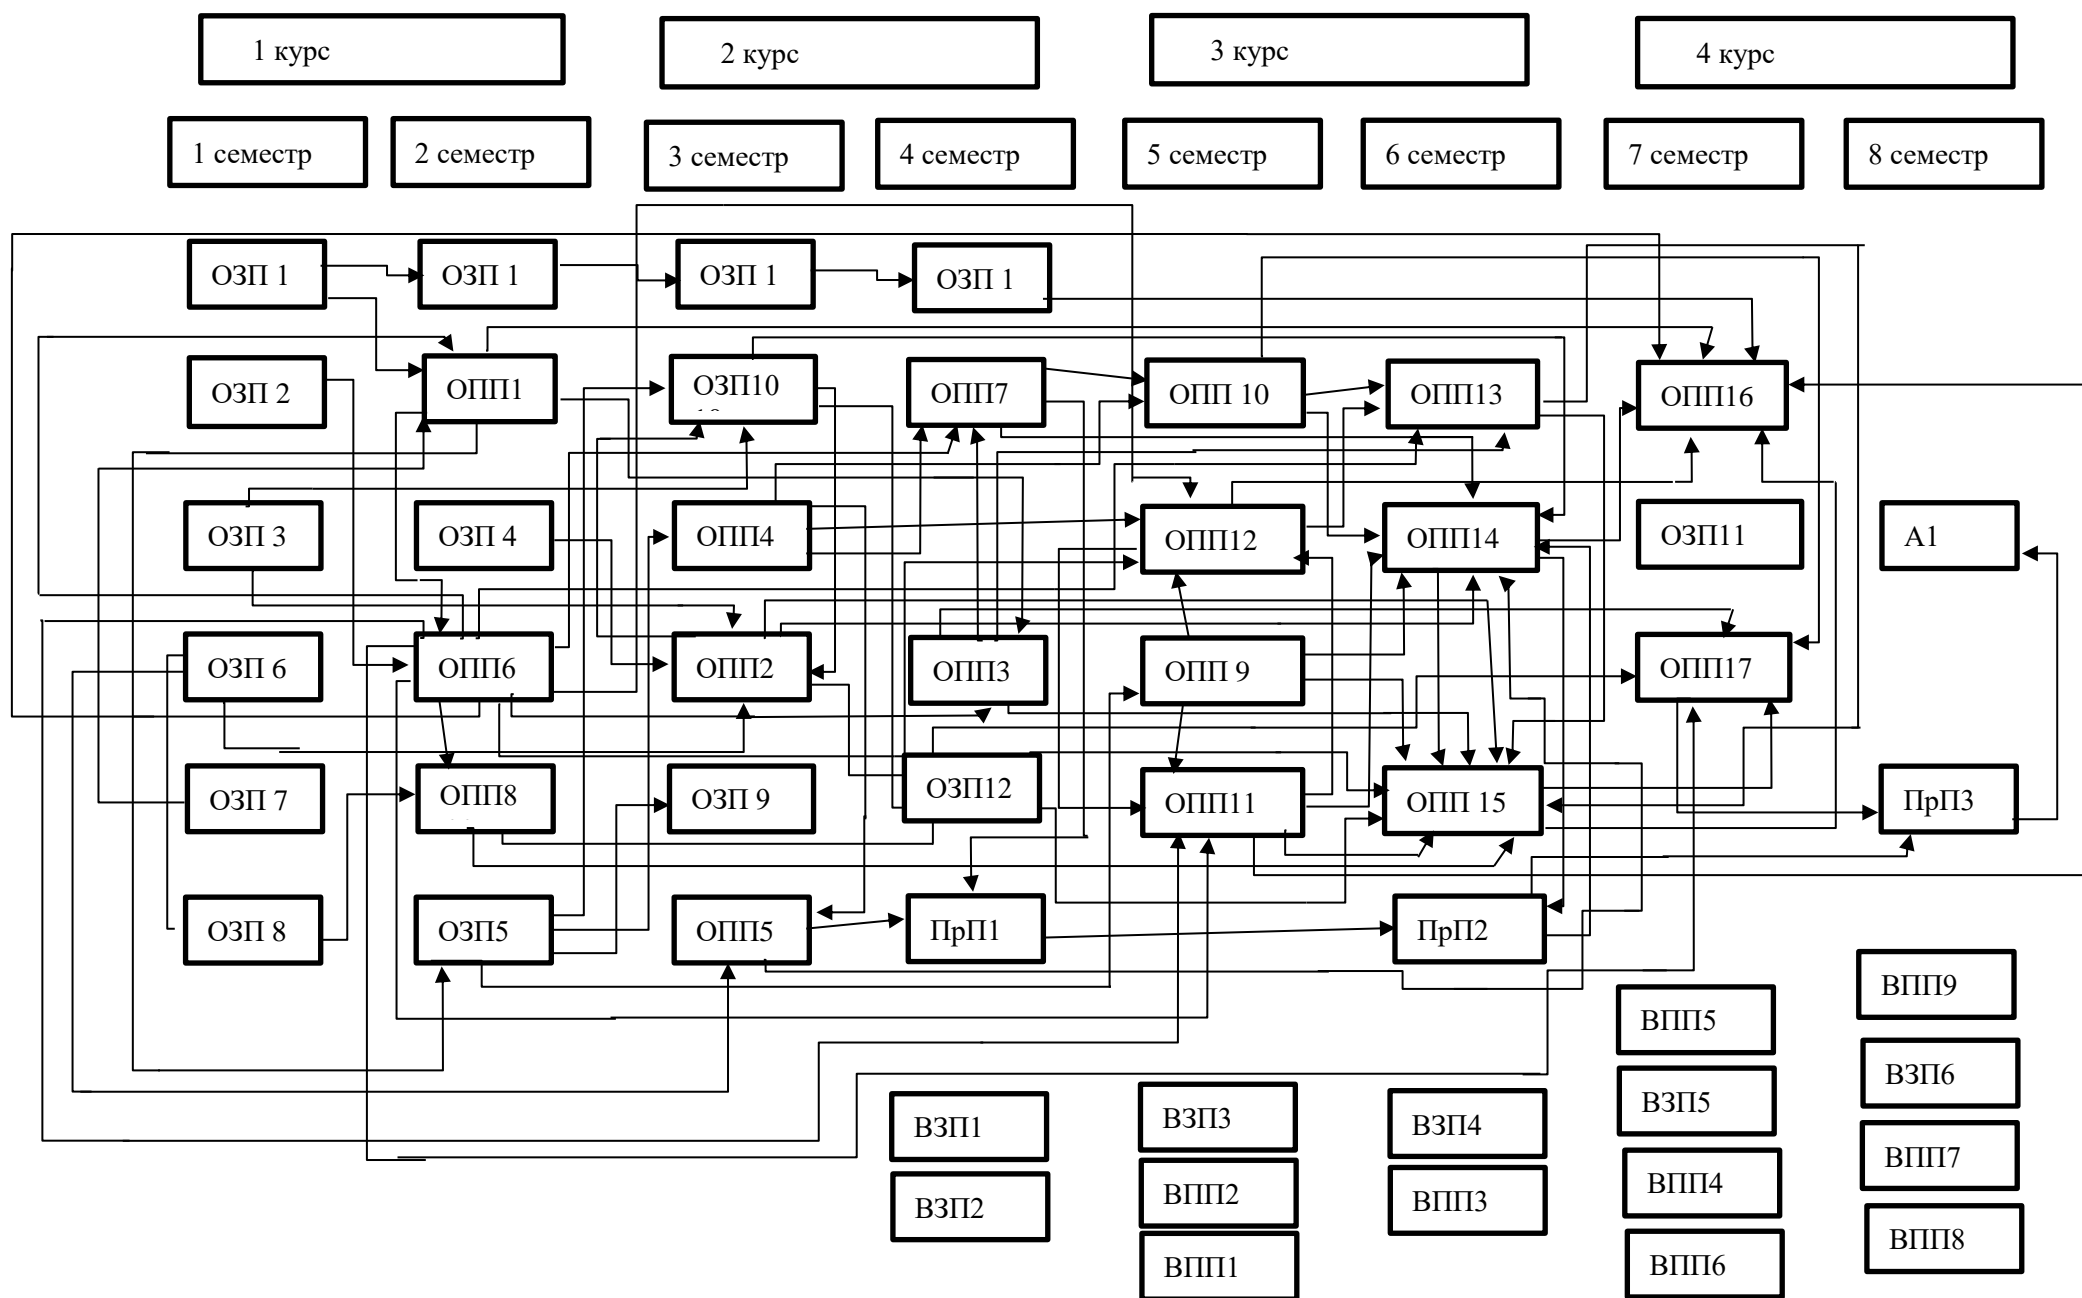 1 курс
2 курс
3 курс
4 курс
1 семестр
2 семестр
3 семестр
4 семестр
5 семестр
6 семестр
7 семестр
8 семестр
ОЗП 1
ОЗП 1
ОЗП 1
ОЗП 1
ОЗП 2
ОПП1
ОЗП10
ОПП7
ОПП 10
ОПП13
ОПП16
ОЗП 3
ОЗП 4
ОПП4
ОПП12
ОПП14
ОЗП11
А1
ОЗП 6
ОПП6
ОПП2
ОПП3
ОПП 9
ОПП17
ОЗП 7
ОПП8
ОЗП 9
ОЗП12
ОПП11
ОПП 15
ПрП3
ОЗП 8
ОЗП5
ОПП5
ПрП1
ПрП2
ВПП9
ВПП5
ВЗП6
ВЗП1
ВЗП3
ВЗП4
ВЗП5
ВПП7
ВЗП2
ВПП2
ВПП3
ВПП4
ВПП8
ВПП1
ВПП6